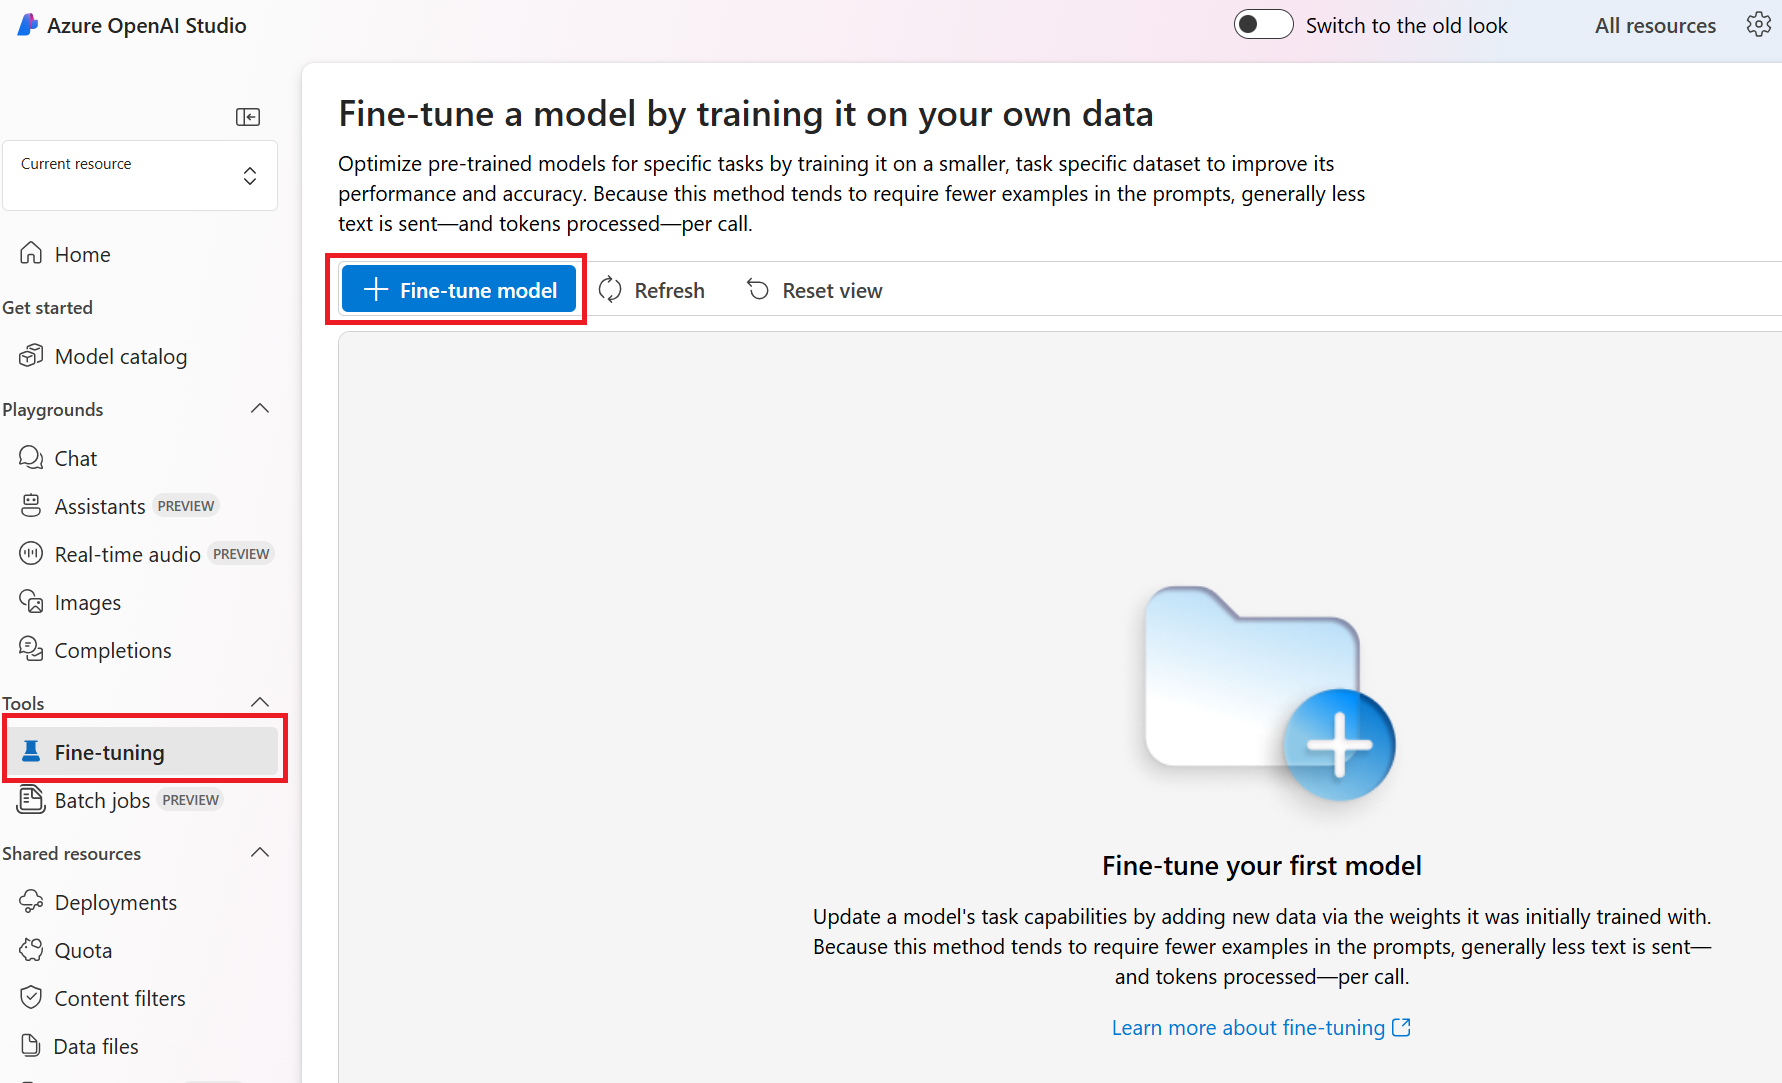 Azure OpenAI Studio
Switch to the old look
All resources
Current resource
Home
Get started
Model catalog
Playgrounds
Chat
Assistants PREVIEW
Real-time audio PREVIEW
Images
Completions
Tools
Fine-tuning
Batch jobs PREVIEW
Shared resources
Deployments
Quota
Content filters
Data files
Fine-tune a model by training it on your own data
Optimize pre-trained models for specific tasks by training it on a smaller, task specific dataset to improve its
performance and accuracy. Because this method tends to require fewer examples in the prompts, generally less
text is sent—and tokens processed—per call.
Fine-tune model
Refresh
Reset view
Fine-tune your first model
Update a model's task capabilities by adding new data via the weights it was initially trained with.
Because this method tends to require fewer examples in the prompts, generally less text is sent—
and tokens processed—per call.
Learn more about fine-tuning